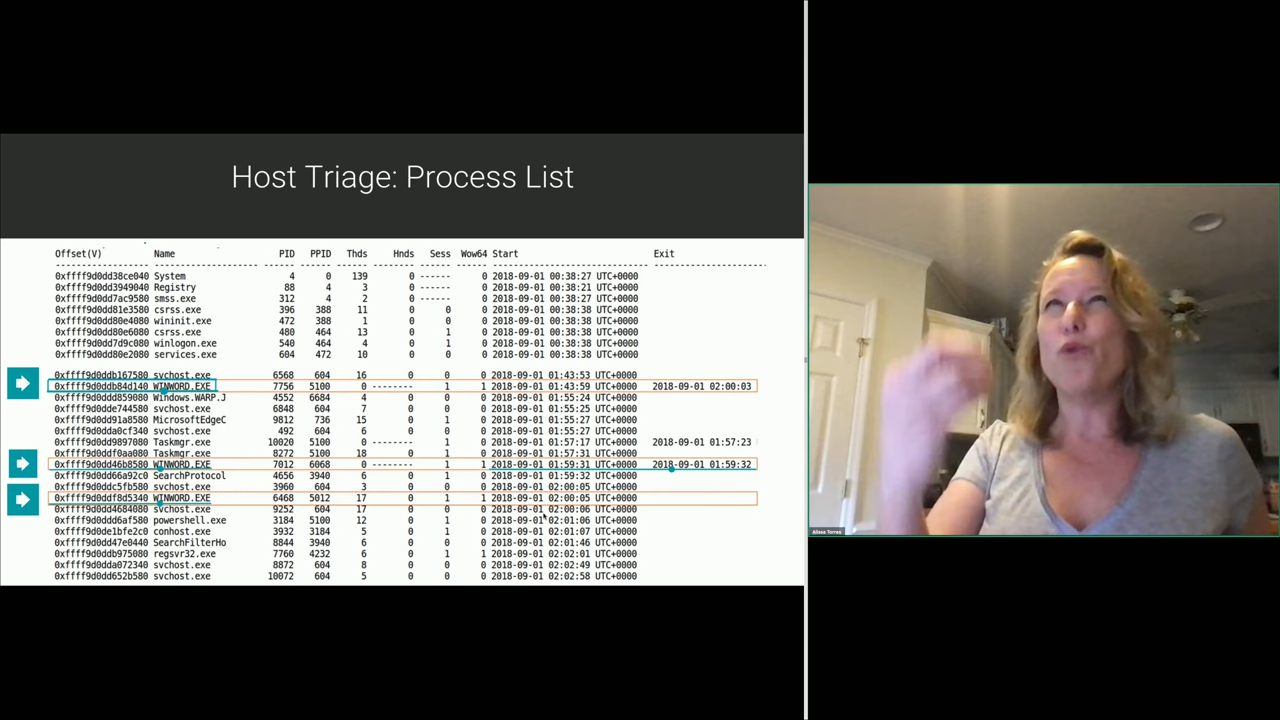 Host Triage: Process List
Offset(V) Name PID PPID Thds Hnds Sess Wow64 Start Exit
0xffff9d0dd38ce040 System 4 0 139 0 ------ 0 2018-09-01 00:38:27 UTC+0000
0xffff9d0dd3949040 Registry 88 4 3 0 ------ 0 2018-09-01 00:38:21 UTC+0000
0xffff9d0dd7ac9580 smss.exe 312 4 2 0 ------ 0 2018-09-01 00:38:27 UTC+0000
0xffff9d0dd81e3580 csrss.exe 396 388 11 0 0 0 2018-09-01 00:38:38 UTC+0000
0xffff9d0dd80e4080 wininit.exe 472 388 1 0 0 0 2018-09-01 00:38:38 UTC+0000
0xffff9d0dd80e6080 csrss.exe 480 464 13 0 1 0 2018-09-01 00:38:38 UTC+0000
0xffff9d0dd7d9c080 winlogon.exe 540 464 4 0 1 0 2018-09-01 00:38:38 UTC+0000
0xffff9d0dd80e2080 services.exe 604 472 10 0 0 0 2018-09-01 00:38:38 UTC+0000
0xffff9d0ddb167580 svchost.exe 6568 604 16 0 0 0 2018-09-01 01:43:53 UTC+0000
0xffff9d0ddb84d140 WINWORD.EXE 7756 5100 0 -------- 1 1 2018-09-01 01:43:59 UTC+0000 2018-09-01 02:00:03
0xffff9d0ddd859080 Windows.WARP.J 4552 6684 4 0 0 0 2018-09-01 01:55:24 UTC+0000
0xffff9d0dde744580 svchost.exe 6848 604 7 0 0 0 2018-09-01 01:55:25 UTC+0000
0xffff9d0dd91a8580 MicrosoftEdgeC 9812 736 15 0 1 0 2018-09-01 01:55:27 UTC+0000
0xffff9d0dda0cf340 svchost.exe 492 604 6 0 0 0 2018-09-01 01:55:27 UTC+0000
0xffff9d0dd9897080 Taskmgr.exe 10020 5100 0 -------- 1 0 2018-09-01 01:57:17 UTC+0000 2018-09-01 01:57:23
0xffff9d0ddf0aa080 Taskmgr.exe 8272 5100 18 0 1 0 2018-09-01 01:57:31 UTC+0000
0xffff9d0dd46b8580 WINWORD.EXE 7012 6068 0 -------- 1 1 2018-09-01 01:59:31 UTC+0000 2018-09-01 01:59:32
0xffff9d0dd66a92c0 SearchProtocol 4656 3940 6 0 1 0 2018-09-01 01:59:32 UTC+0000
0xffff9d0ddc5fb580 svchost.exe 3960 604 3 0 0 0 2018-09-01 02:00:05 UTC+0000
0xffff9d0ddf8d5340 WINWORD.EXE 6468 5012 17 0 1 1 2018-09-01 02:00:05 UTC+0000
0xffff9d0dd4684080 svchost.exe 9252 604 17 0 0 0 2018-09-01 02:00:06 UTC+0000
0xffff9d0ddd6af580 powershell.exe 3184 5100 12 0 1 0 2018-09-01 02:01:06 UTC+0000
0xffff9d0de1bfe2c0 conhost.exe 3932 3184 5 0 1 0 2018-09-01 02:01:07 UTC+0000
0xffff9d0dd47e0440 SearchFilterHo 8844 3940 6 0 0 0 2018-09-01 02:01:46 UTC+0000
0xffff9d0ddb975080 regsvr32.exe 7760 4232 6 0 1 1 2018-09-01 02:02:01 UTC+0000
0xffff9d0dda072340 svchost.exe 8872 604 8 0 0 0 2018-09-01 02:02:49 UTC+0000
0xffff9d0dd652b580 svchost.exe 10072 604 5 0 0 0 2018-09-01 02:02:58 UTC+0000
Alissa Torres